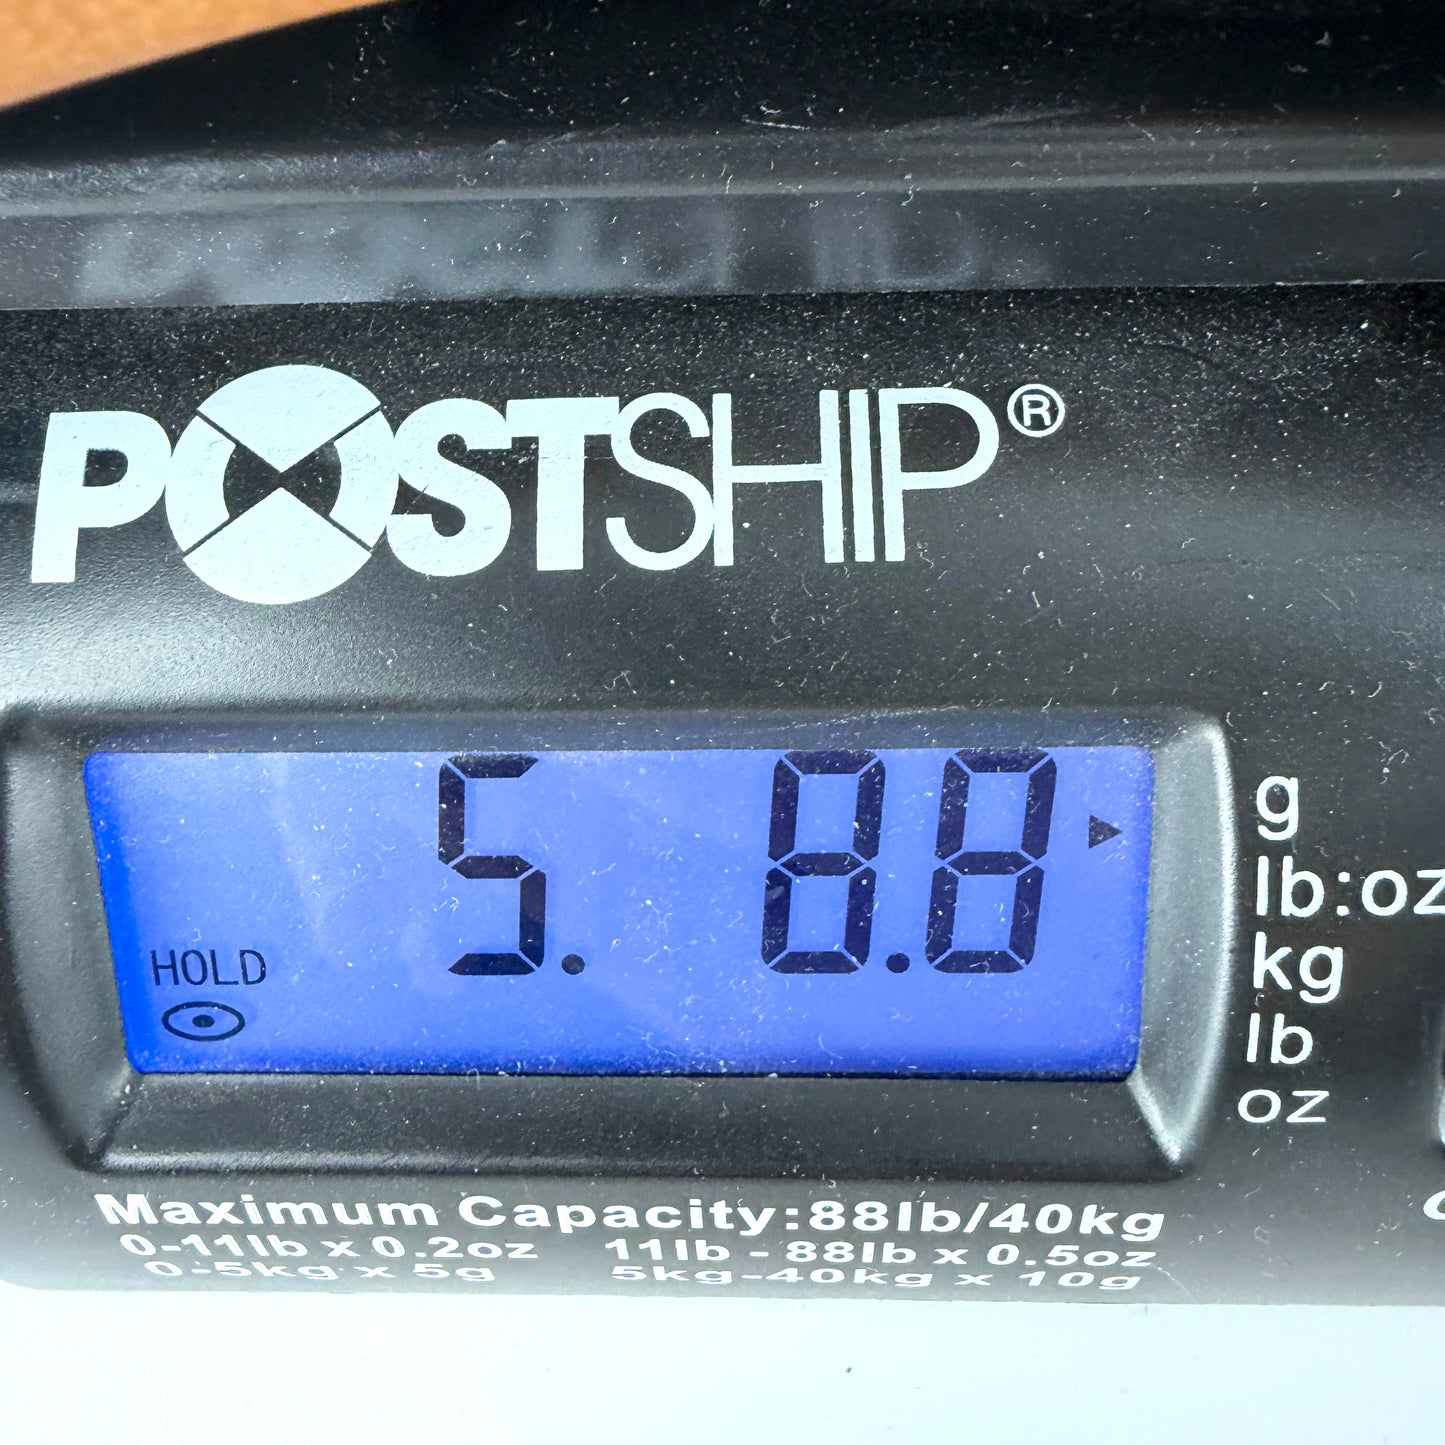 POSTSHIP®
5. 8.8
HOLD
g
lb:oz
kg
lb
oz
Maximum Capacity:88lb/40kg
0-11lb x 0.2oz 11lb - 88lb x 0.5oz
0-5kg x 5g 5kg-40kg x 10g